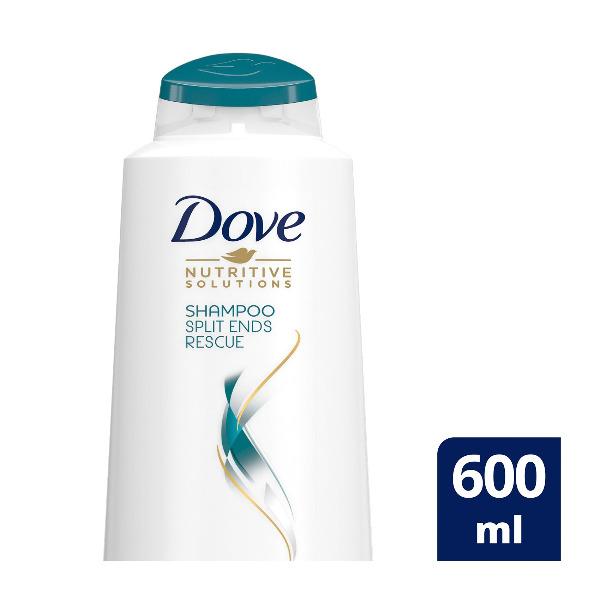 Dove
NUTRITIVE
SOLUTIONS
SHAMPOO
SPLIT ENDS
RESCUE
600
ml